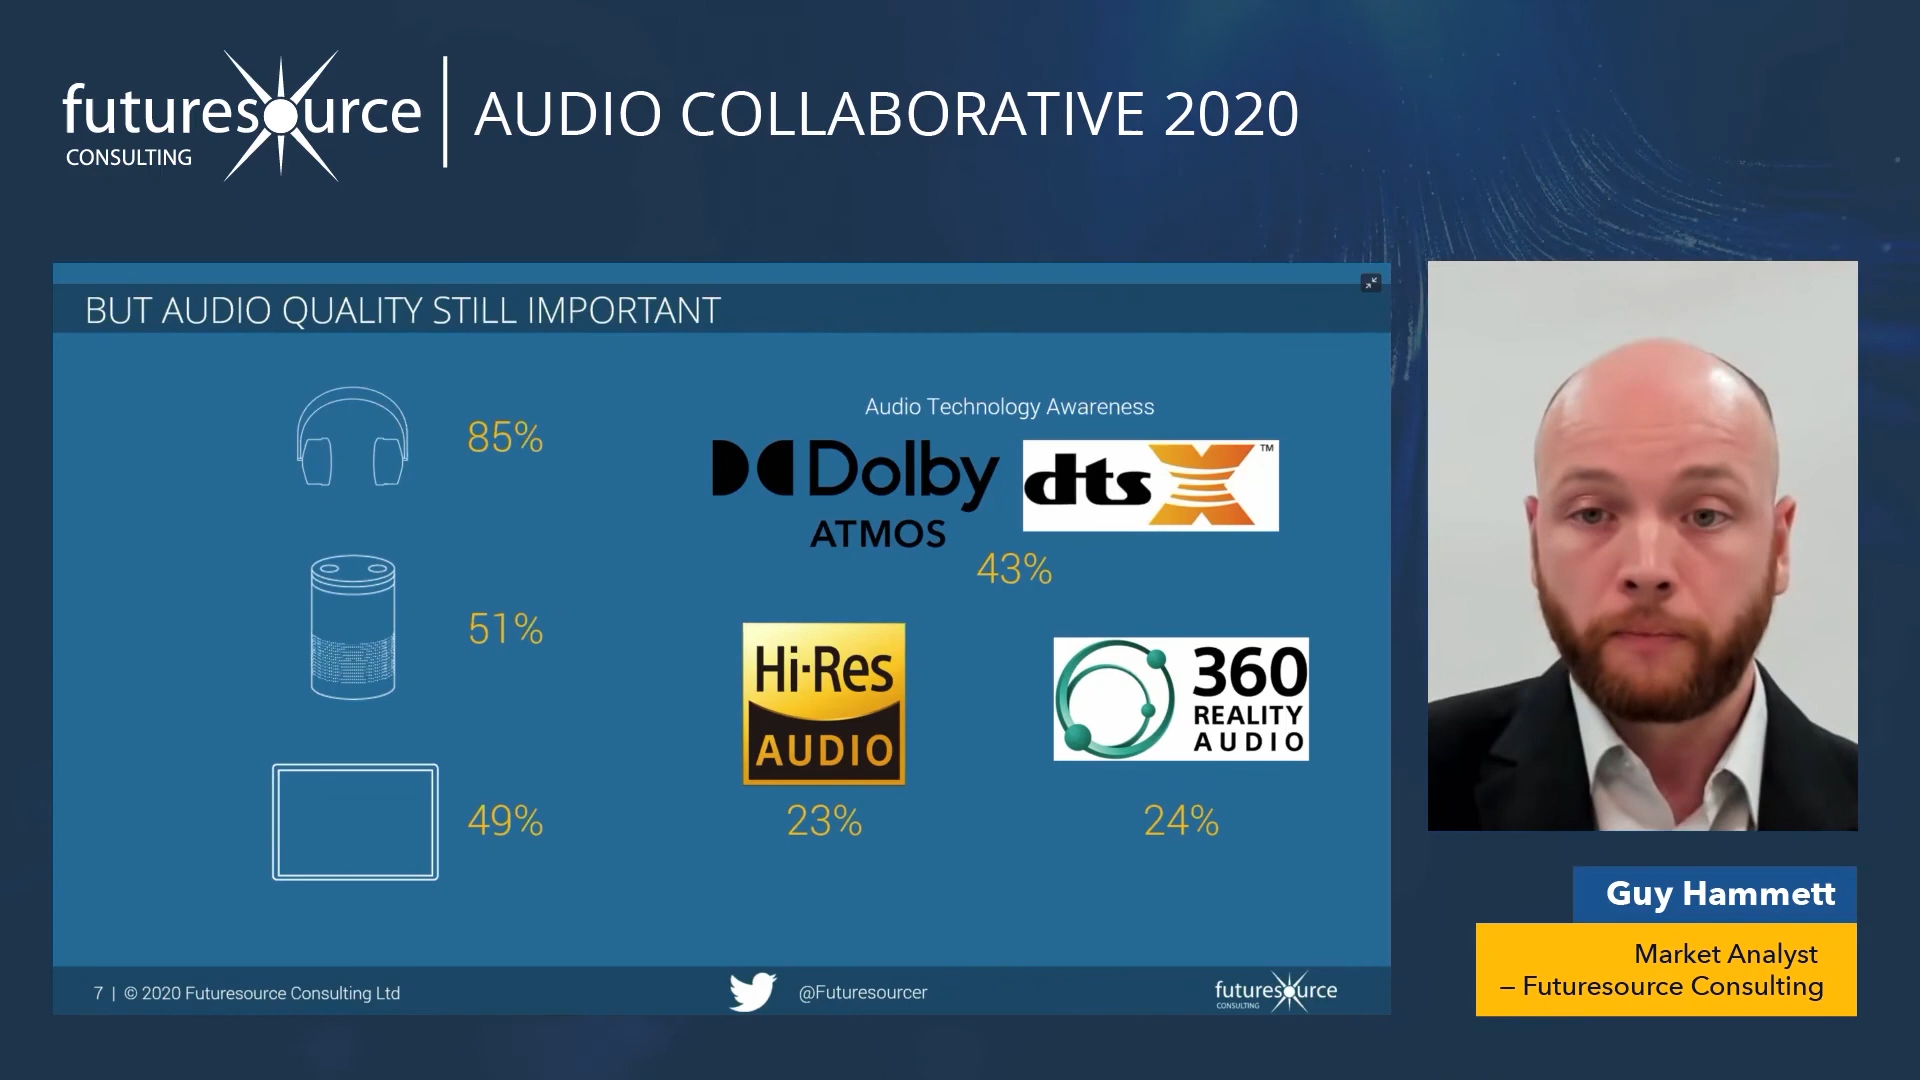 futuresource
CONSULTING
AUDIO COLLABORATIVE 2020
BUT AUDIO QUALITY STILL IMPORTANT
85%
51%
49%
Audio Technology Awareness
Dolby
ATMOS
dts X ™
43%
Hi-Res
AUDIO
23%
360
REALITY
AUDIO
24%
7 | © 2020 Futuresource Consulting Ltd
@Futuresourcer
futuresource
CONSULTING
Guy Hammett
Market Analyst
– Futuresource Consulting